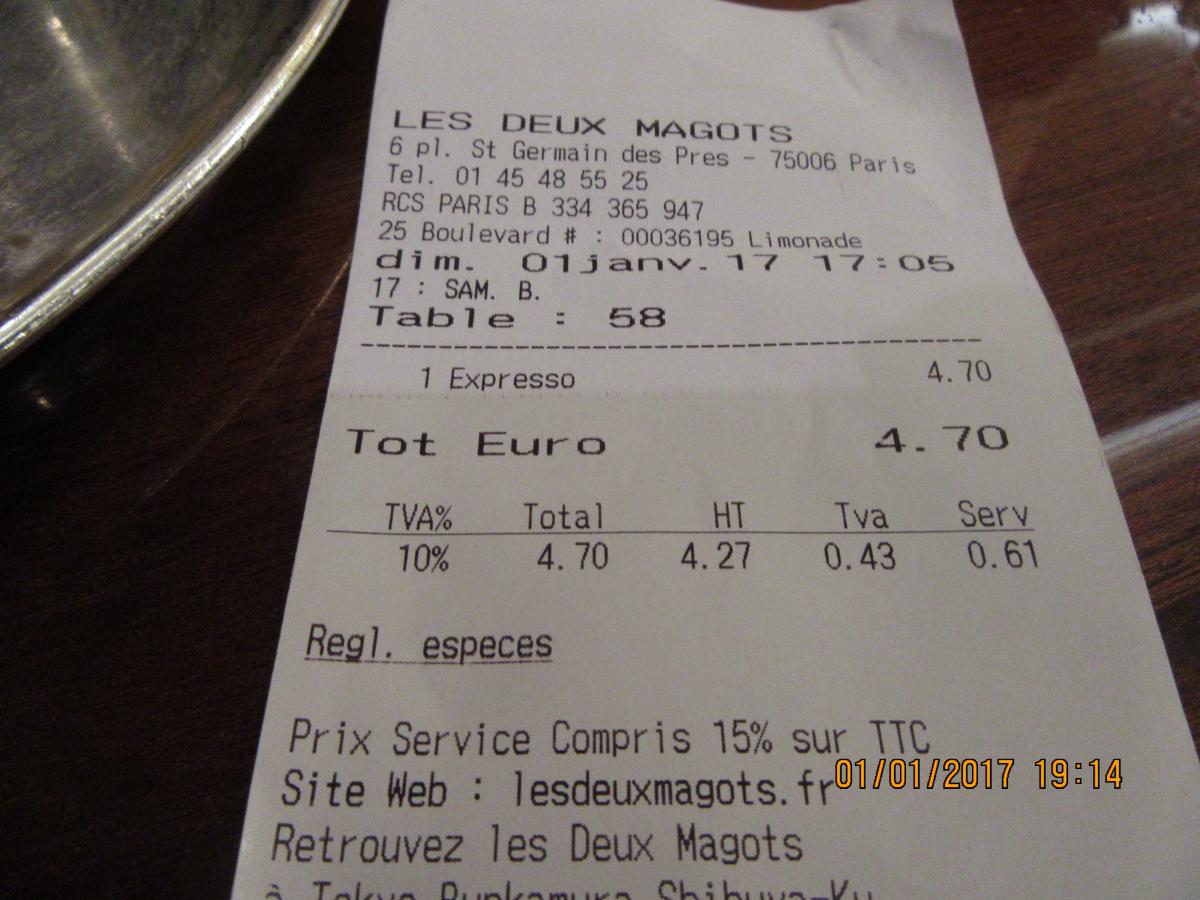 LES DEUX MAGOTS
6 pl. St Germain des Pres - 75006 Paris
Tel. 01 45 48 55 25
RCS PARIS B 334 365 947
25 Boulevard # : 00036195 Limonade
dim. 01janv.17 17:05
17 : SAM. B.
Table : 58
1 Expresso 4.70
Tot Euro 4.70
TVA% Total HT Tva Serv
10% 4.70 4.27 0.43 0.61
Regl. especes
Prix Service Compris 15% sur TTC
Site Web : lesdeuxmagots.fr
01/01/2017 19:14
Retrouvez les Deux Magots
à Tokyo Bunkamura Shibuya-Ku